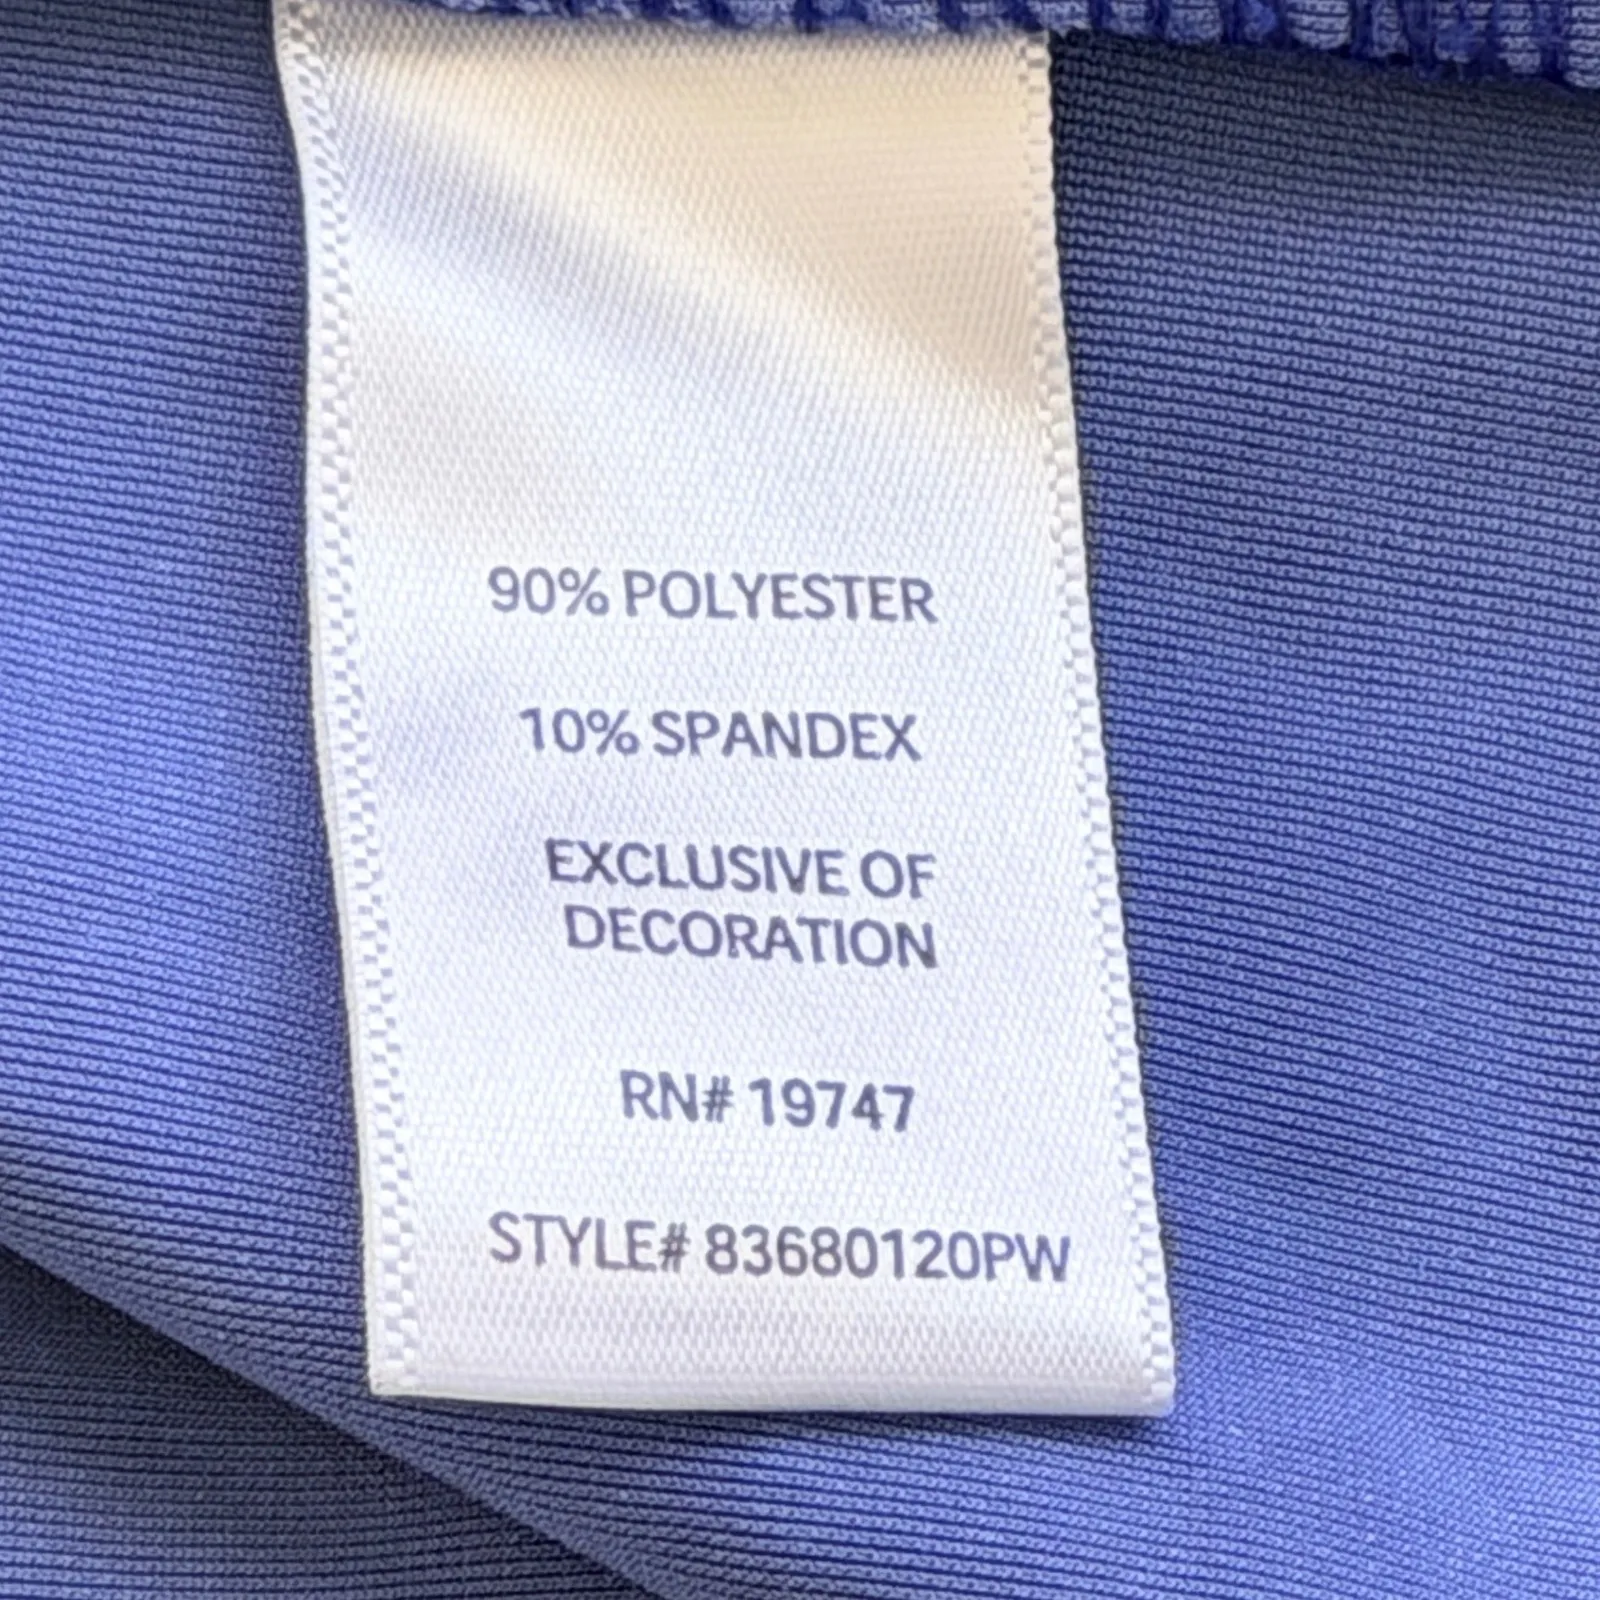 90% POLYESTER
10% SPANDEX
EXCLUSIVE OF
DECORATION
RN# 19747
STYLE# 83680120PW